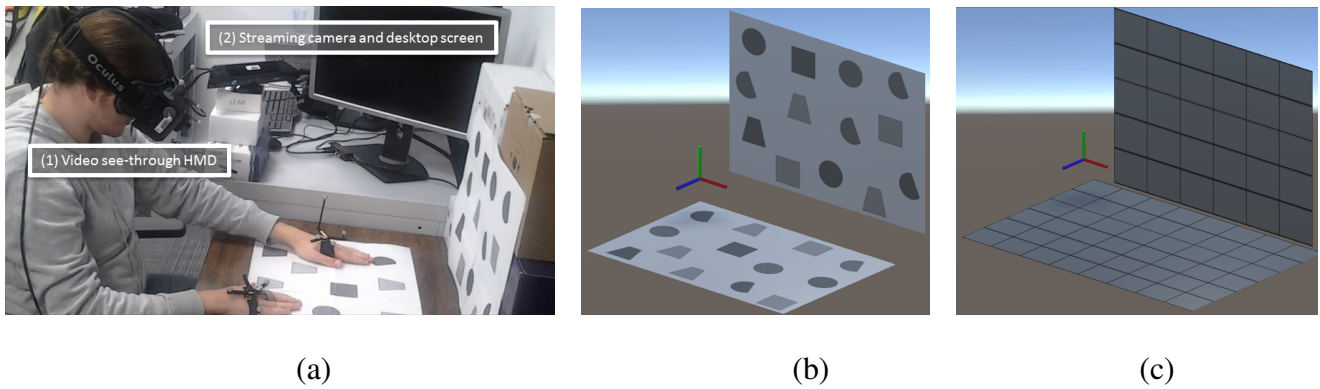 (2) Streaming camera and desktop screen
Oculus
LEAP
(1) Video see-through HMD
(a)
(b)
(c)